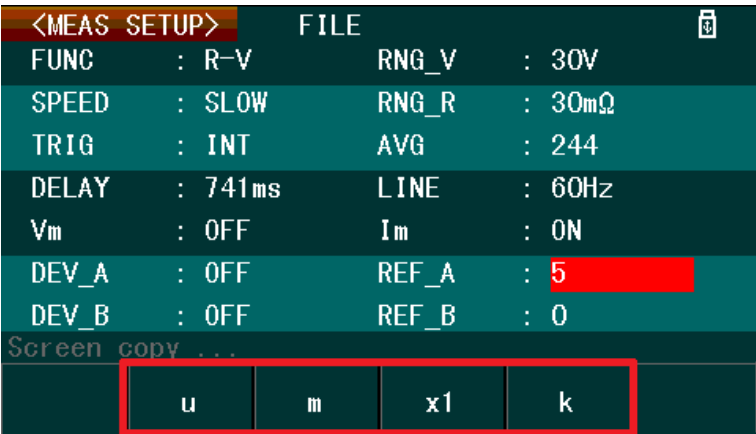 <MEAS SETUP> FILE
FUNC : R-V RNG_V : 30V
SPEED : SLOW RNG_R : 30mΩ
TRIG : INT AVG : 244
DELAY : 741ms LINE : 60Hz
Vm : OFF Im : ON
DEV_A : OFF REF_A : 5
DEV_B : OFF REF_B : 0
Screen copy ...
u m x1 k